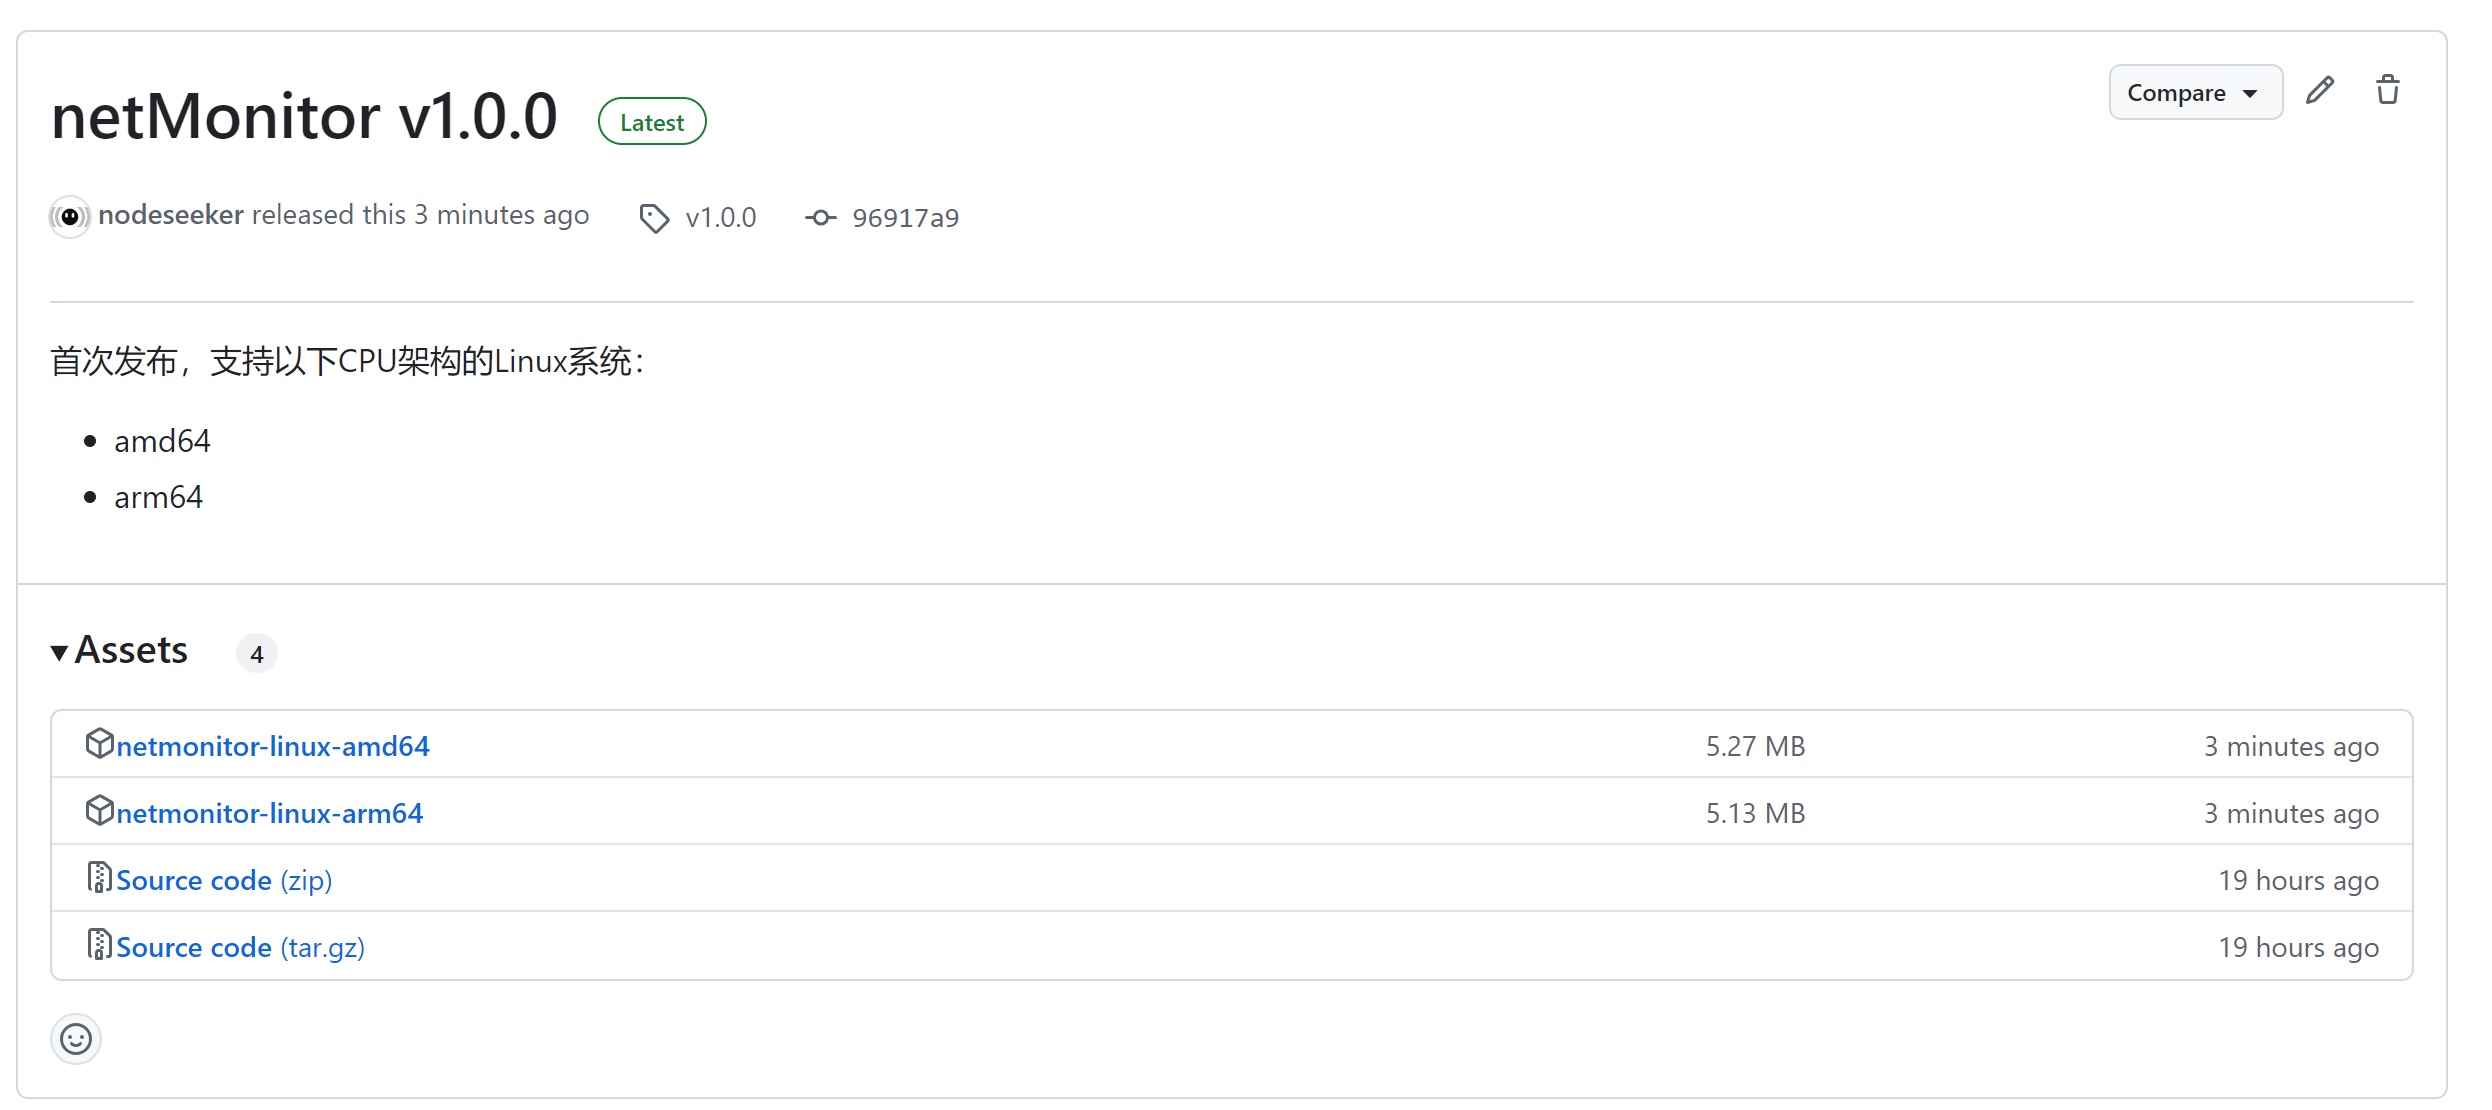 netMonitor v1.0.0 Latest Compare
nodeseeker released this 3 minutes ago v1.0.0 96917a9
首次发布，支持以下CPU架构的Linux系统：
amd64
arm64
Assets 4
netmonitor-linux-amd64 5.27 MB 3 minutes ago
netmonitor-linux-arm64 5.13 MB 3 minutes ago
Source code (zip) 19 hours ago
Source code (tar.gz) 19 hours ago